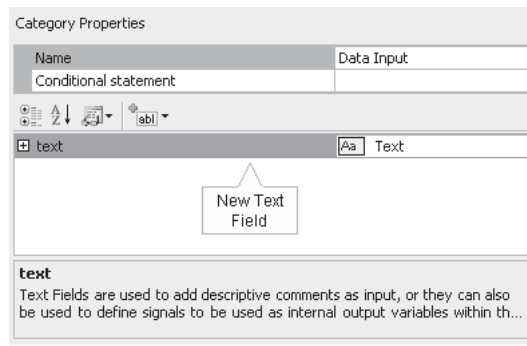 Category Properties
Name Data Input
Conditional statement
A Z abl
text Aa Text
New Text
Field
text
Text Fields are used to add descriptive comments as input, or they can also
be used to define signals to be used as internal output variables within th...